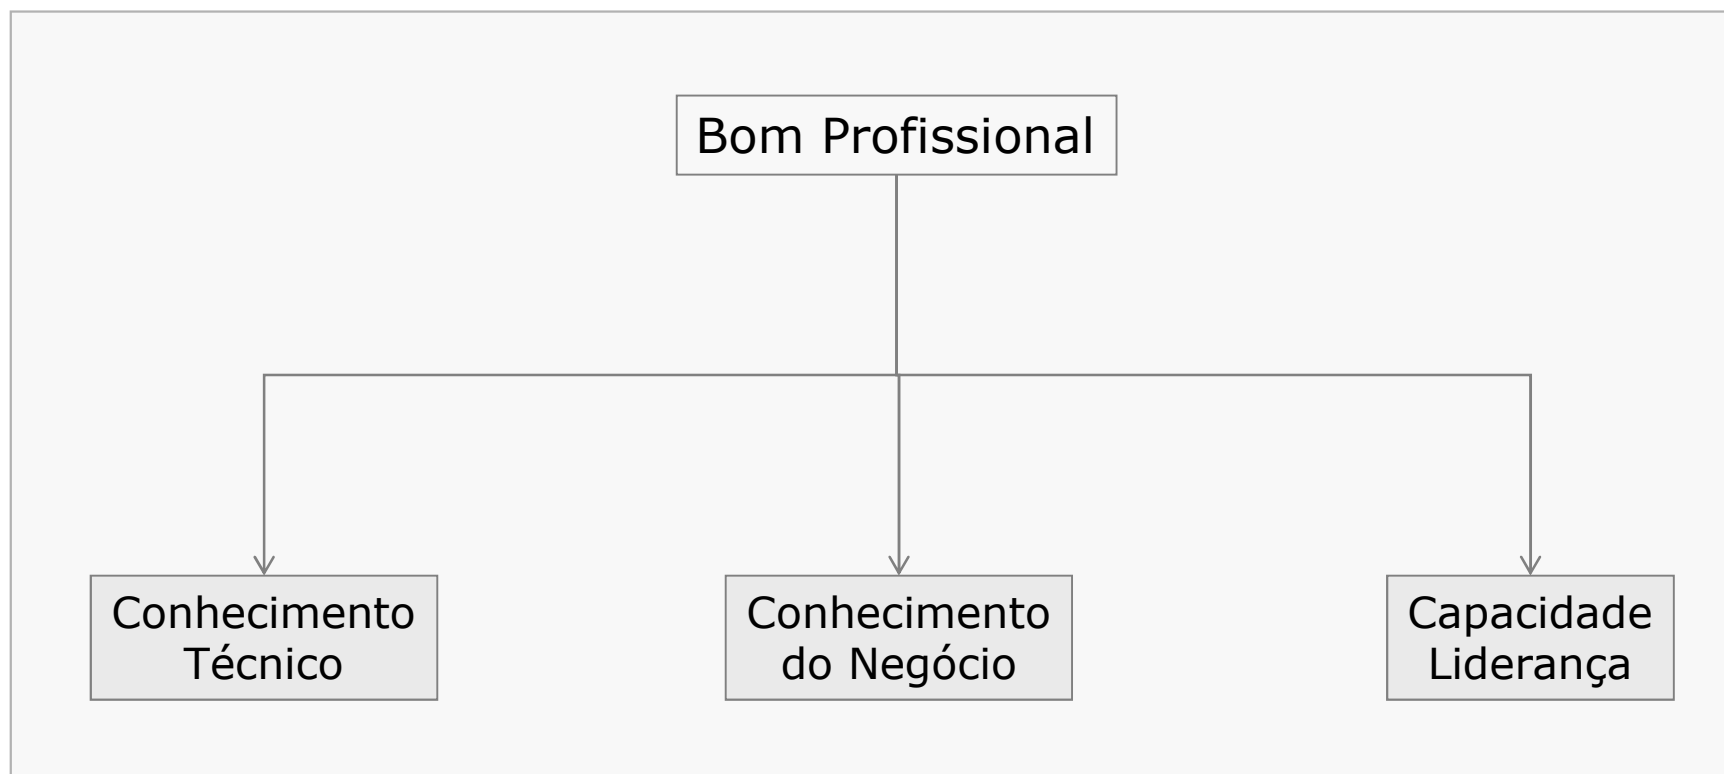 Bom Profissional
Conhecimento
Técnico
Conhecimento
do Negócio
Capacidade
Liderança